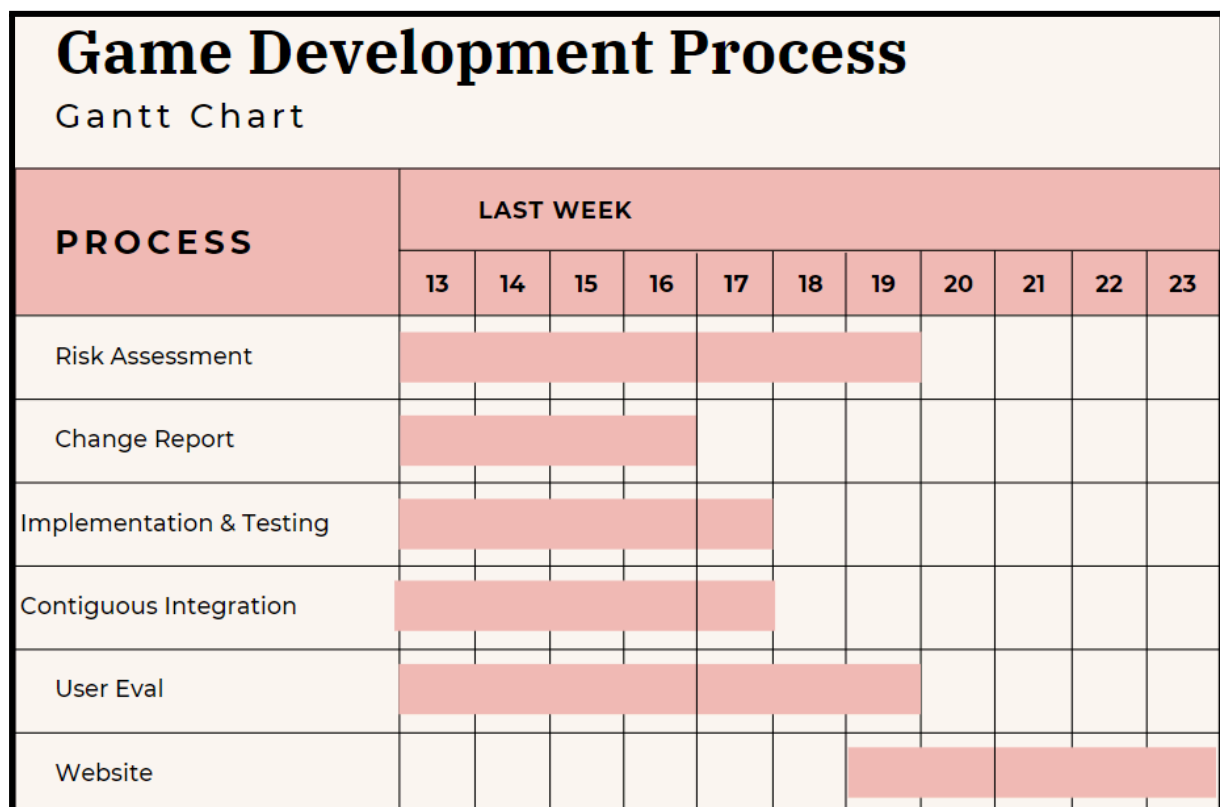 Game Development Process
Gantt Chart
PROCESS
LAST WEEK
13 14 15 16 17 18 19 20 21 22 23
Risk Assessment
Change Report
Implementation & Testing
Contiguous Integration
User Eval
Website